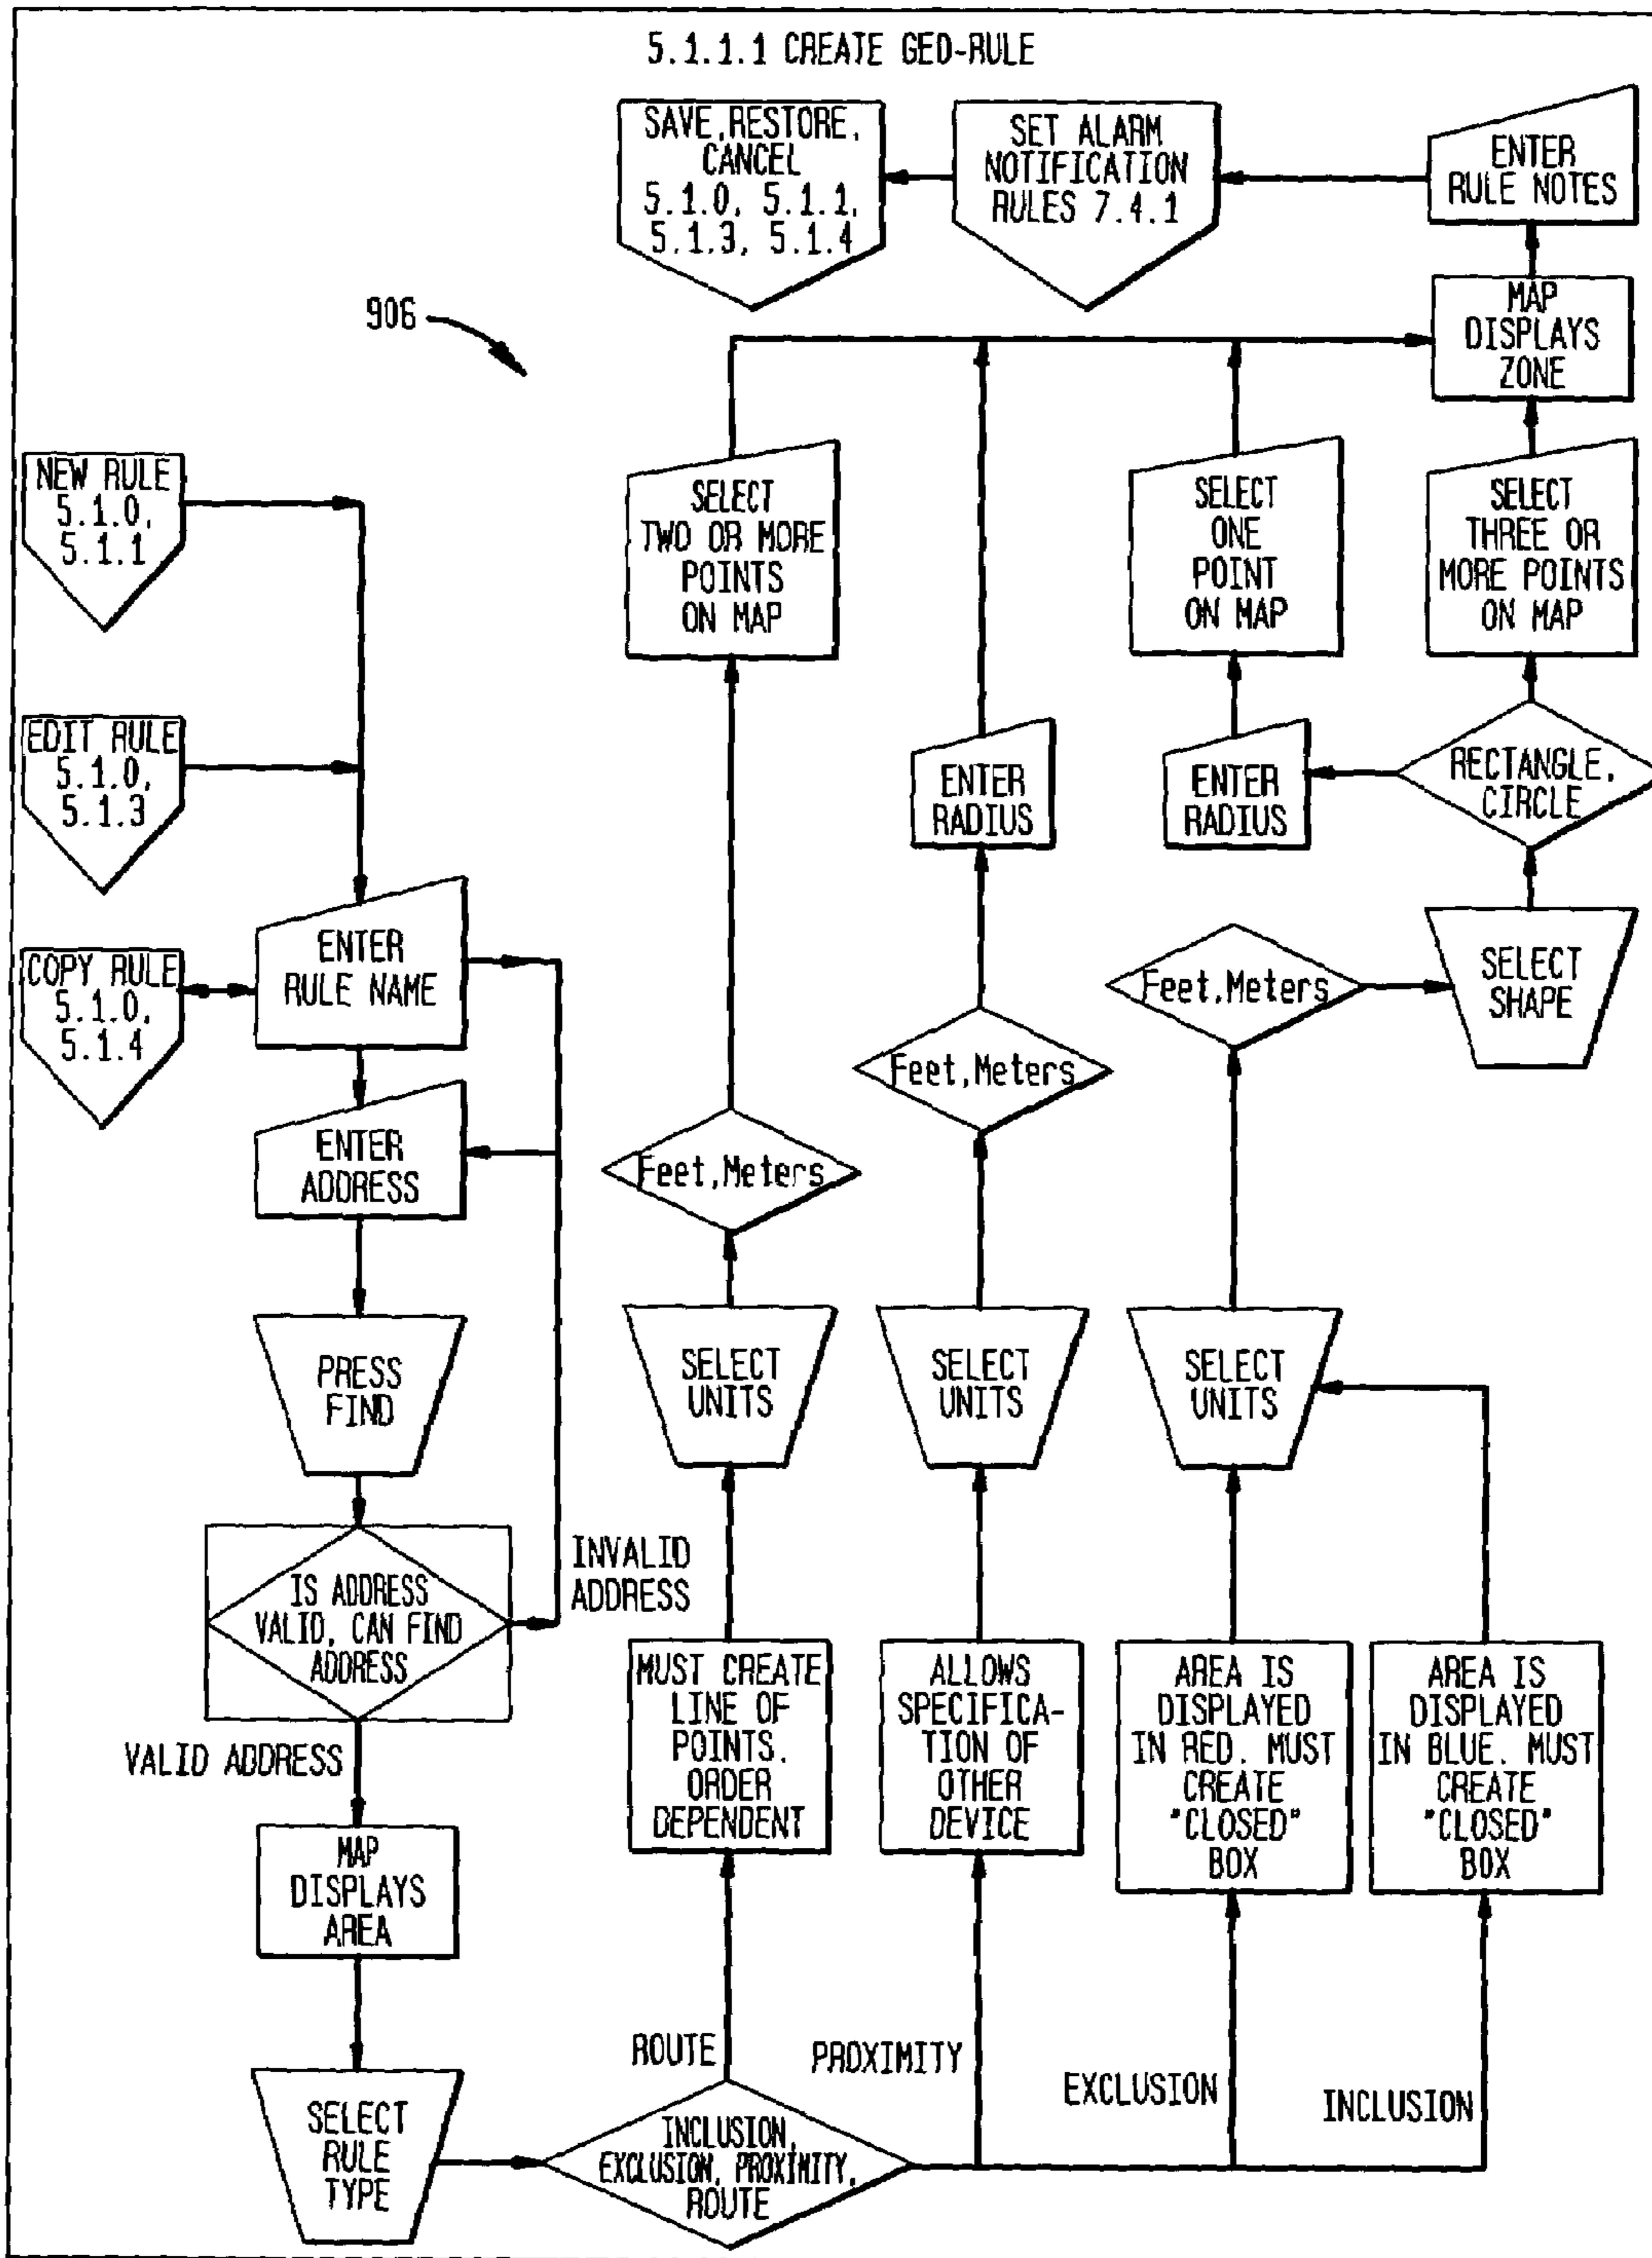 5.1.1.1 CREATE GEO-RULE
SAVE,RESTORE,
CANCEL
5.1.0, 5.1.1,
5.1.3, 5.1.4
SET ALARM
NOTIFICATION
RULES 7.4.1
ENTER
RULE NOTES
906
MAP
DISPLAYS
ZONE
NEW RULE
5.1.0,
5.1.1
SELECT
TWO OR MORE
POINTS
ON MAP
SELECT
ONE
POINT
ON MAP
SELECT
THREE OR
MORE POINTS
ON MAP
EDIT RULE
5.1.0,
5.1.3
ENTER
RADIUS
ENTER
RADIUS
RECTANGLE,
CIRCLE
COPY RULE
5.1.0,
5.1.4
ENTER
RULE NAME
Feet,Meters
SELECT
SHAPE
Feet,Meters
ENTER
ADDRESS
Feet,Meters
PRESS
FIND
SELECT
UNITS
SELECT
UNITS
SELECT
UNITS
IS ADDRESS
VALID, CAN FIND
ADDRESS
INVALID
ADDRESS
VALID ADDRESS
MUST CREATE
LINE OF
POINTS.
ORDER
DEPENDENT
ALLOWS
SPECIFICA-
TION OF
OTHER
DEVICE
AREA IS
DISPLAYED
IN RED. MUST
CREATE
"CLOSED"
BOX
AREA IS
DISPLAYED
IN BLUE. MUST
CREATE
"CLOSED"
BOX
MAP
DISPLAYS
AREA
ROUTE
PROXIMITY
EXCLUSION
INCLUSION
SELECT
RULE
TYPE
INCLUSION,
EXCLUSION, PROXIMITY,
ROUTE